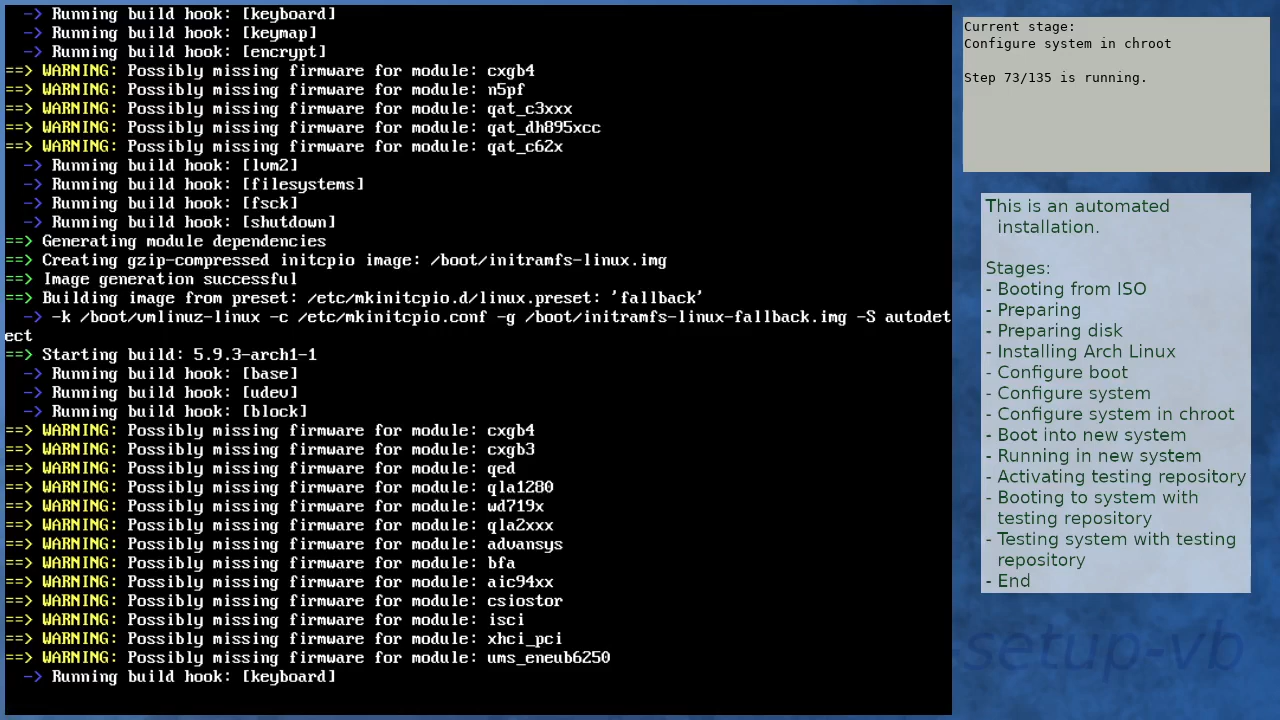 -> Running build hook: [keyboard]
-> Running build hook: [keymap]
-> Running build hook: [encrypt]
==> WARNING: Possibly missing firmware for module: cxgb4
==> WARNING: Possibly missing firmware for module: n5pf
==> WARNING: Possibly missing firmware for module: qat_c3xxx
==> WARNING: Possibly missing firmware for module: qat_dh895xcc
==> WARNING: Possibly missing firmware for module: qat_c62x
-> Running build hook: [lvm2]
-> Running build hook: [filesystems]
-> Running build hook: [fsck]
-> Running build hook: [shutdown]
==> Generating module dependencies
==> Creating gzip-compressed initcpio image: /boot/initramfs-linux.img
==> Image generation successful
==> Building image from preset: /etc/mkinitcpio.d/linux.preset: 'fallback'
-> -k /boot/vmlinuz-linux -c /etc/mkinitcpio.conf -g /boot/initramfs-linux-fallback.img -S autodet
ect
==> Starting build: 5.9.3-arch1-1
-> Running build hook: [base]
-> Running build hook: [udev]
-> Running build hook: [block]
==> WARNING: Possibly missing firmware for module: cxgb4
==> WARNING: Possibly missing firmware for module: cxgb3
==> WARNING: Possibly missing firmware for module: qed
==> WARNING: Possibly missing firmware for module: qla1280
==> WARNING: Possibly missing firmware for module: wd719x
==> WARNING: Possibly missing firmware for module: qla2xxx
==> WARNING: Possibly missing firmware for module: advansys
==> WARNING: Possibly missing firmware for module: bfa
==> WARNING: Possibly missing firmware for module: aic94xx
==> WARNING: Possibly missing firmware for module: csiostor
==> WARNING: Possibly missing firmware for module: isci
==> WARNING: Possibly missing firmware for module: xhci_pci
==> WARNING: Possibly missing firmware for module: ums_eneub6250
-> Running build hook: [keyboard]
Current stage:
Configure system in chroot
Step 73/135 is running.
This is an automated
installation.
Stages:
- Booting from ISO
- Preparing
- Preparing disk
- Installing Arch Linux
- Configure boot
- Configure system
- Configure system in chroot
- Boot into new system
- Running in new system
- Activating testing repository
- Booting to system with
testing repository
- Testing system with testing
repository
- End
-setup-vb